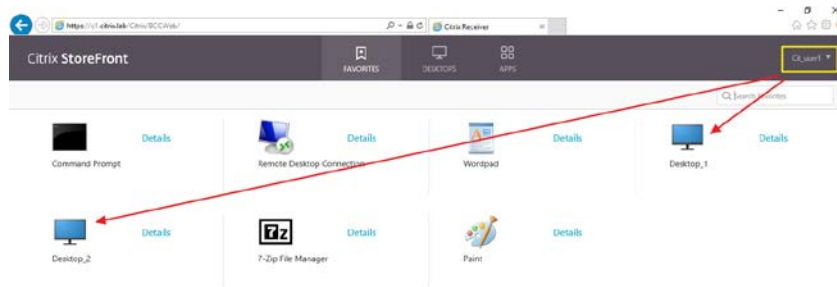 Citrix Receiver
Citrix StoreFront
FAVORITES
DESKTOPS
APPS
Cit_user1
Search Favorites
Command Prompt
Details
Remote Desktop Connection
Details
Wordpad
Details
Desktop_1
Details
Desktop_2
Details
7-Zip File Manager
Details
Paint
Details